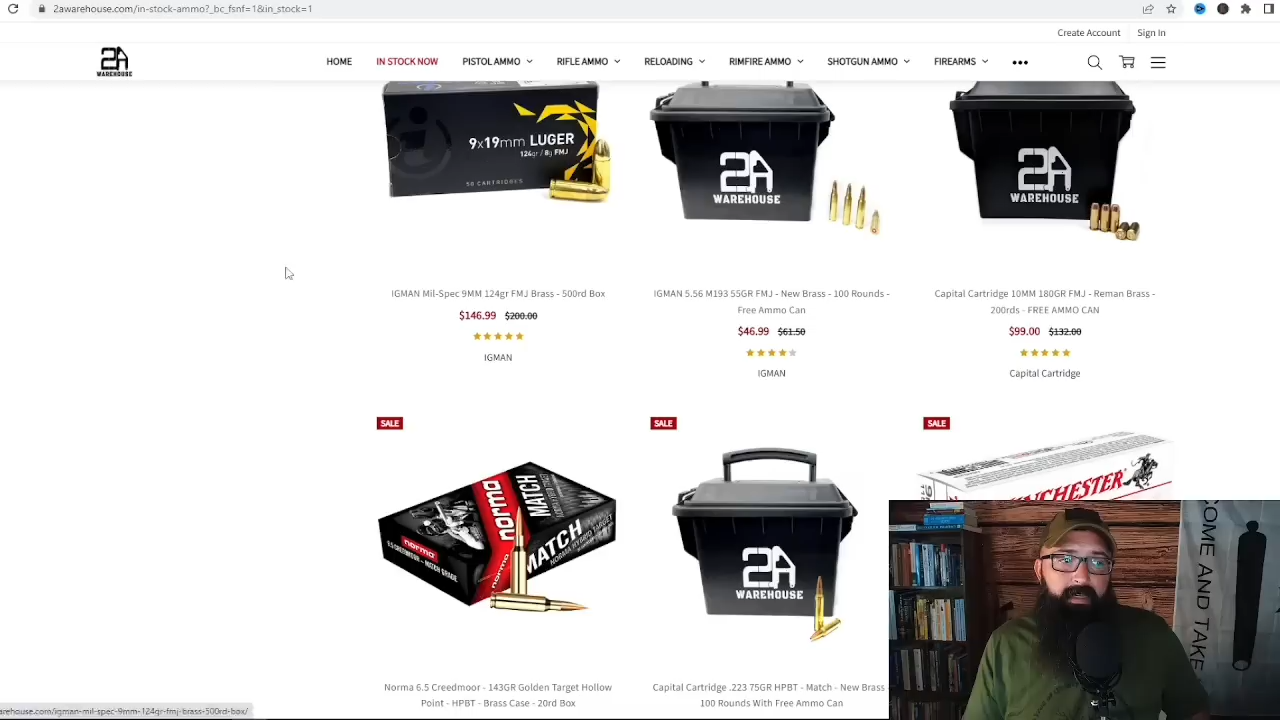 2awarehouse.com/in-stock-ammo?_bc_fsnf=1&in_stock=1
Create Account Sign In
2A
WAREHOUSE
HOME IN STOCK NOW PISTOL AMMO RIFLE AMMO RELOADING RIMFIRE AMMO SHOTGUN AMMO FIREARMS
9x19mm LUGER
124gr / 8g FMJ
50 CARTRIDGES
2A
WAREHOUSE
2A
WAREHOUSE
IGMAN Mil-Spec 9MM 124gr FMJ Brass - 500rd Box
$146.99 $200.00
IGMAN
IGMAN 5.56 M193 55GR FMJ - New Brass - 100 Rounds -
Free Ammo Can
$46.99 $61.50
IGMAN
Capital Cartridge 10MM 180GR FMJ - Reman Brass -
200rds - FREE AMMO CAN
$99.00 $132.00
Capital Cartridge
SALE
SALE
SALE
norma
MATCH
norma
MATCH
NORMA HYBRID TARGET
6.5 CREEDMOOR - MATCH GRADE
2A
WAREHOUSE
WINCHESTER
COME AND TAKE
Norma 6.5 Creedmoor - 143GR Golden Target Hollow
Point - HPBT - Brass Case - 20rd Box
Capital Cartridge .223 75GR HPBT - Match - New Brass
100 Rounds With Free Ammo Can
arehouse.com/igman-mil-spec-9mm-124gr-fmj-brass-500rd-box/